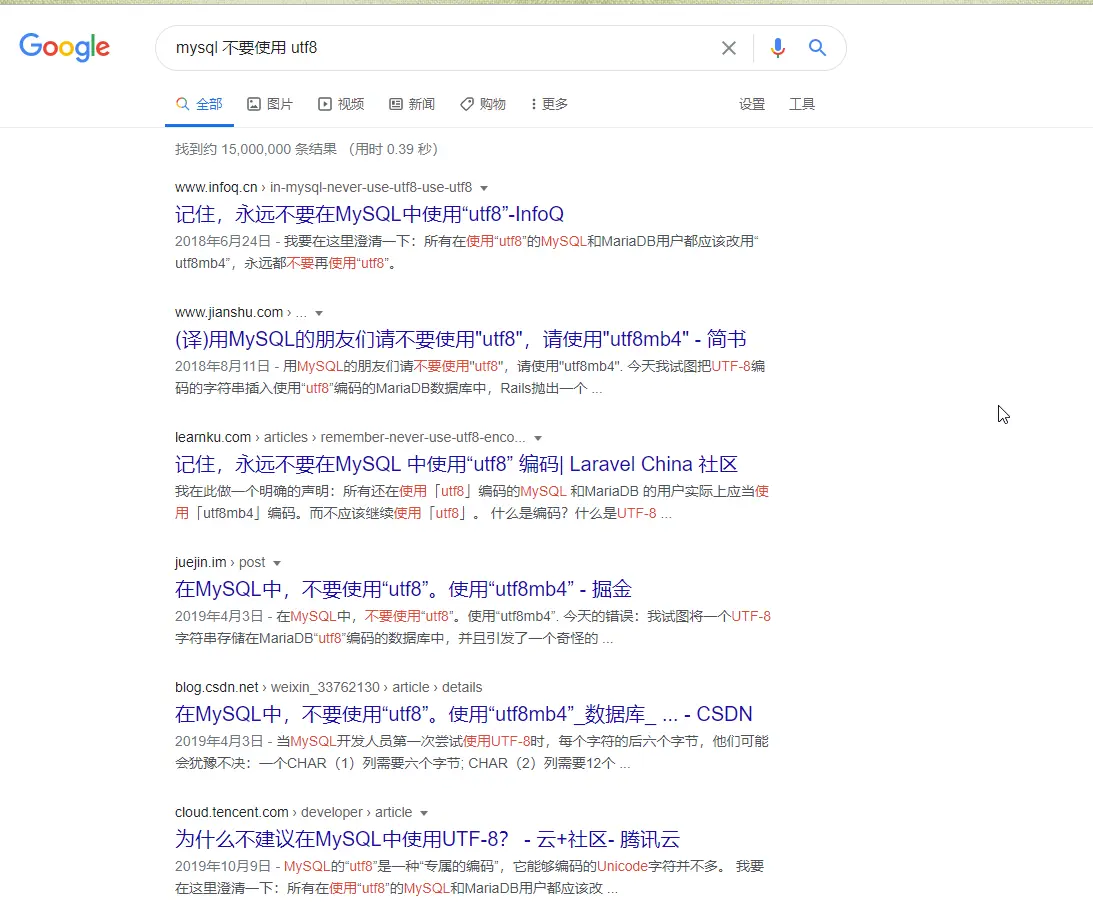 Google
mysql 不要使用 utf8
全部 图片 视频 新闻 购物 更多 设置 工具
找到约 15,000,000 条结果 （用时 0.39 秒）
www.infoq.cn › in-mysql-never-use-utf8-use-utf8
记住，永远不要在MySQL中使用“utf8”-InfoQ
2018年6月24日 - 我要在这里澄清一下：所有在使用“utf8”的MySQL和MariaDB用户都应该改用“
utf8mb4”，永远都不要再使用“utf8”。
www.jianshu.com › ...
(译)用MySQL的朋友们请不要使用"utf8"，请使用"utf8mb4" - 简书
2018年8月11日 - 用MySQL的朋友们请不要使用"utf8"，请使用"utf8mb4". 今天我试图把UTF-8编
码的字符串插入使用“utf8”编码的MariaDB数据库中，Rails抛出一个 ...
learnku.com › articles › remember-never-use-utf8-enco...
记住，永远不要在MySQL 中使用“utf8” 编码| Laravel China 社区
我在此做一个明确的声明：所有还在使用「utf8」编码的MySQL 和MariaDB 的用户实际上应当使
用「utf8mb4」编码。而不应该继续使用「utf8」。 什么是编码？什么是UTF-8 ...
juejin.im › post
在MySQL中，不要使用“utf8”。使用“utf8mb4” - 掘金
2019年4月3日 - 在MySQL中，不要使用“utf8”。使用“utf8mb4”. 今天的错误：我试图将一个UTF-8
字符串存储在MariaDB“utf8”编码的数据库中，并且引发了一个奇怪的 ...
blog.csdn.net › weixin_33762130 › article › details
在MySQL中，不要使用“utf8”。使用“utf8mb4”_数据库_ ... - CSDN
2019年4月3日 - 当MySQL开发人员第一次尝试使用UTF-8时，每个字符的后六个字节，他们可能
会犹豫不决：一个CHAR（1）列需要六个字节; CHAR（2）列需要12个 ...
cloud.tencent.com › developer › article
为什么不建议在MySQL中使用UTF-8？ - 云+社区- 腾讯云
2019年10月9日 - MySQL的“utf8”是一种“专属的编码”，它能够编码的Unicode字符并不多。 我要
在这里澄清一下：所有在使用“utf8”的MySQL和MariaDB用户都应该改 ...